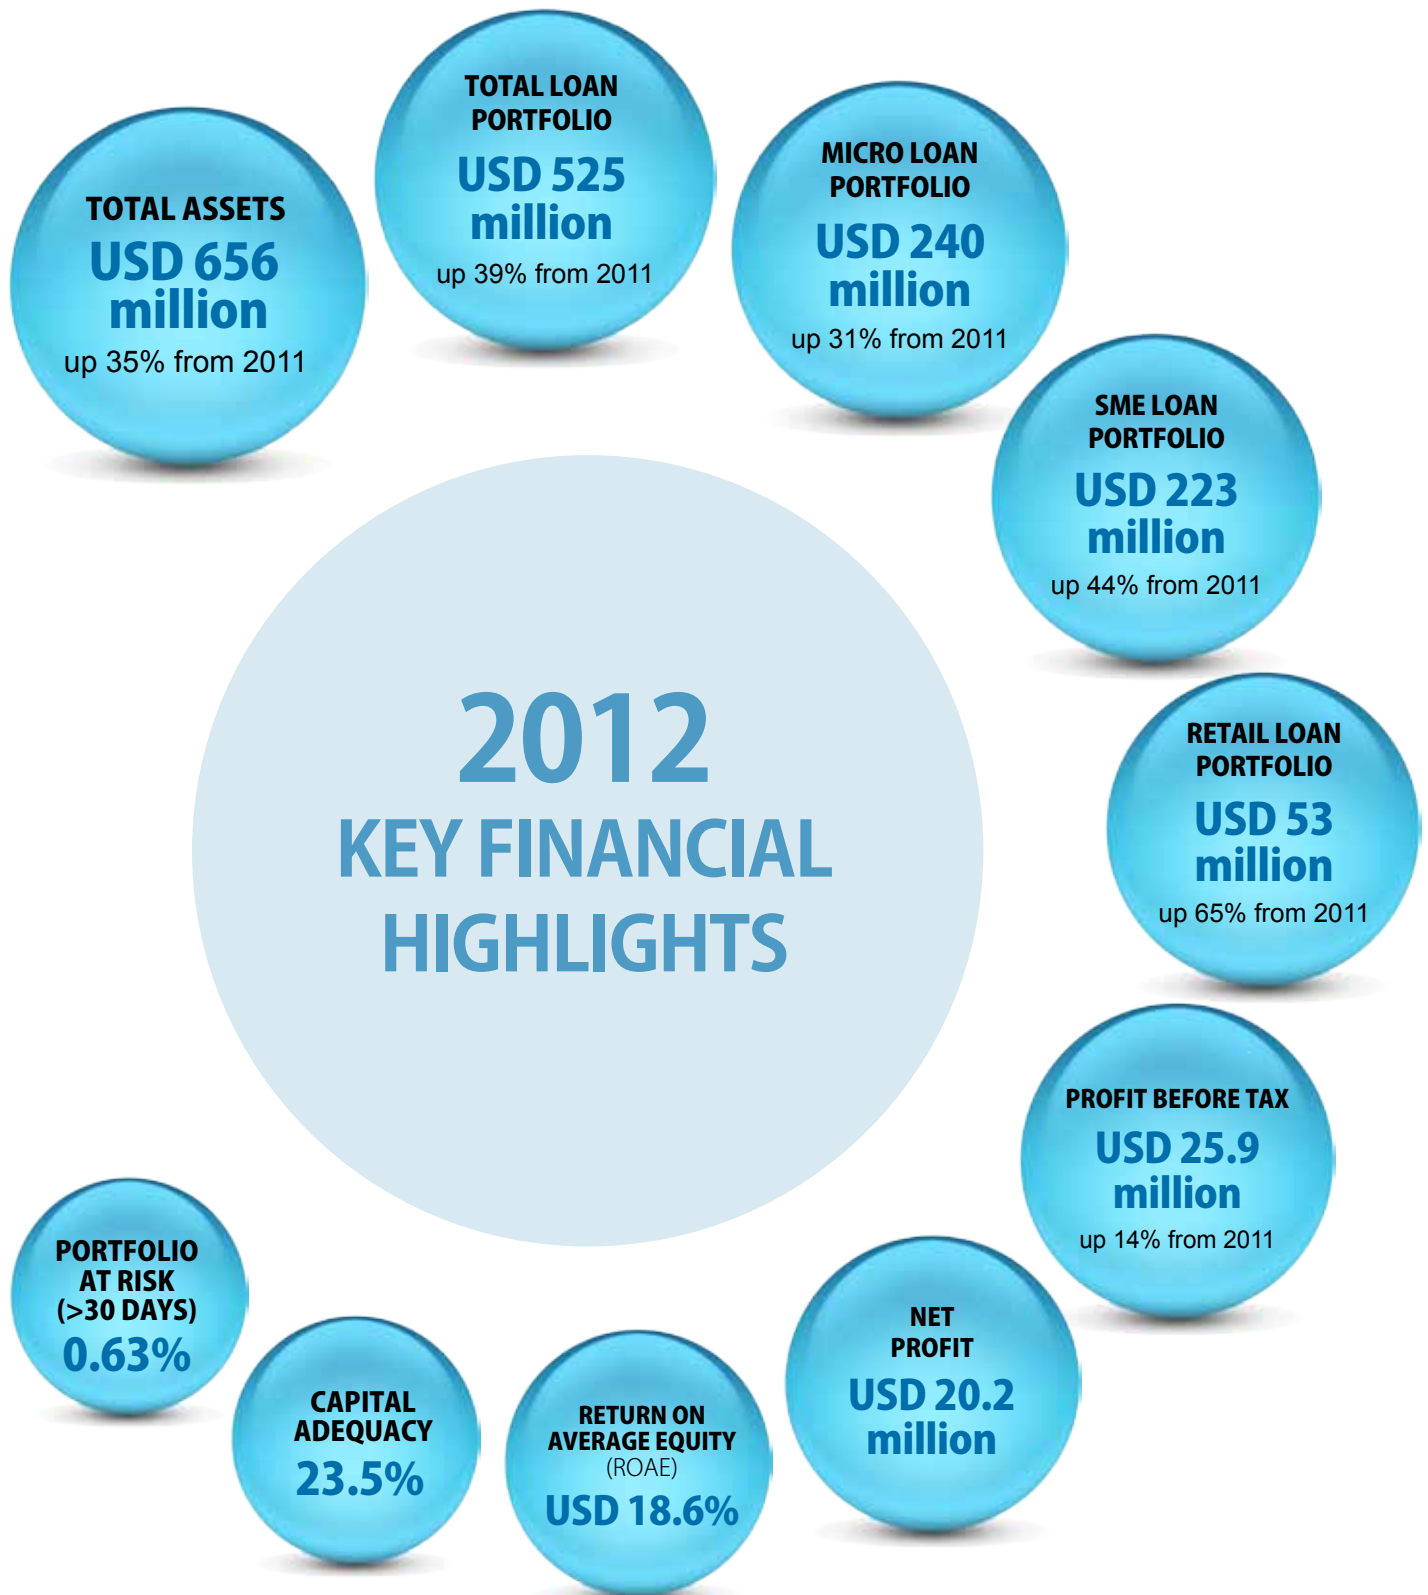 TOTAL ASSETS
USD 656
million
up 35% from 2011
TOTAL LOAN
PORTFOLIO
USD 525
million
up 39% from 2011
MICRO LOAN
PORTFOLIO
USD 240
million
up 31% from 2011
SME LOAN
PORTFOLIO
USD 223
million
up 44% from 2011
RETAIL LOAN
PORTFOLIO
USD 53
million
up 65% from 2011
PROFIT BEFORE TAX
USD 25.9
million
up 14% from 2011
NET
PROFIT
USD 20.2
million
RETURN ON
AVERAGE EQUITY
(ROAE)
USD 18.6%
CAPITAL
ADEQUACY
23.5%
PORTFOLIO
AT RISK
(>30 DAYS)
0.63%
2012
KEY FINANCIAL
HIGHLIGHTS